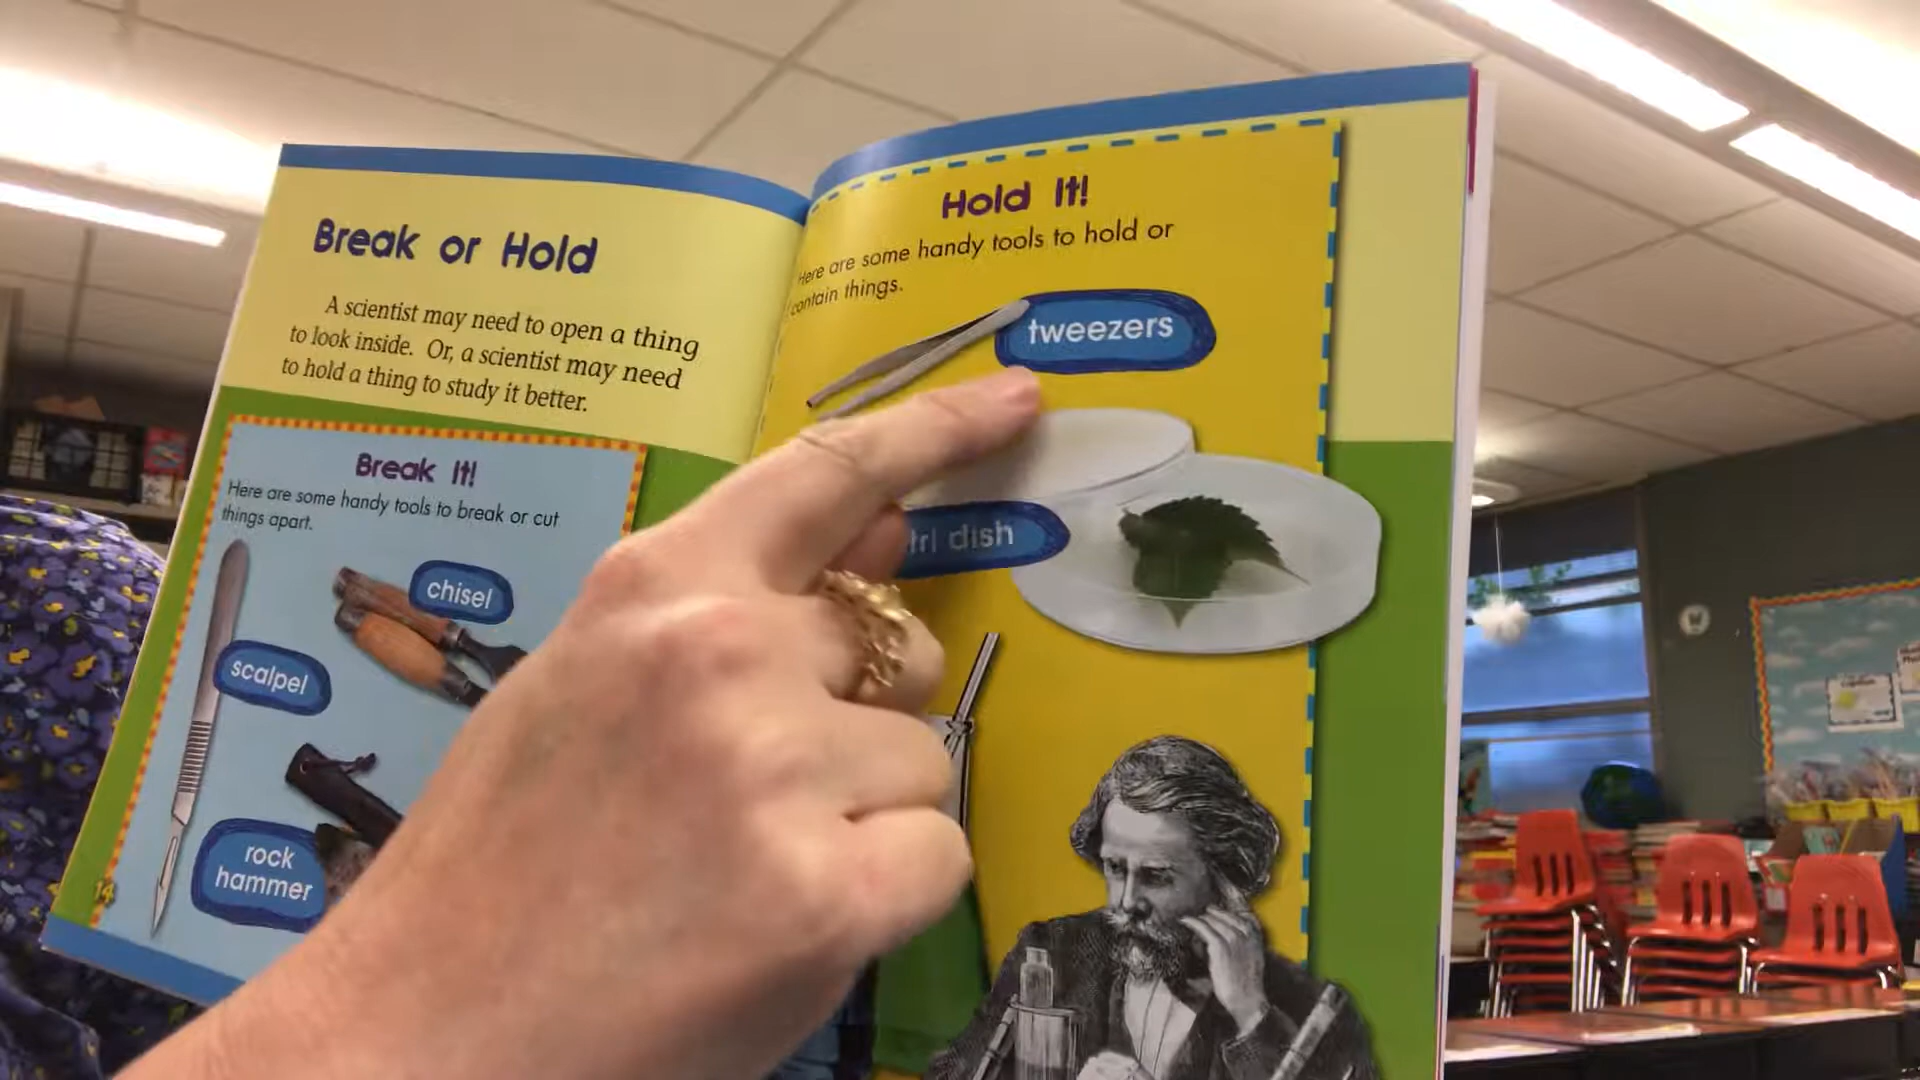 Break or Hold
A scientist may need to open a thing
to look inside. Or, a scientist may need
to hold a thing to study it better.
Break It!
Here are some handy tools to break or cut
things apart.
chisel
scalpel
rock
hammer
14
Hold It!
Here are some handy tools to hold or
contain things.
tweezers
dish